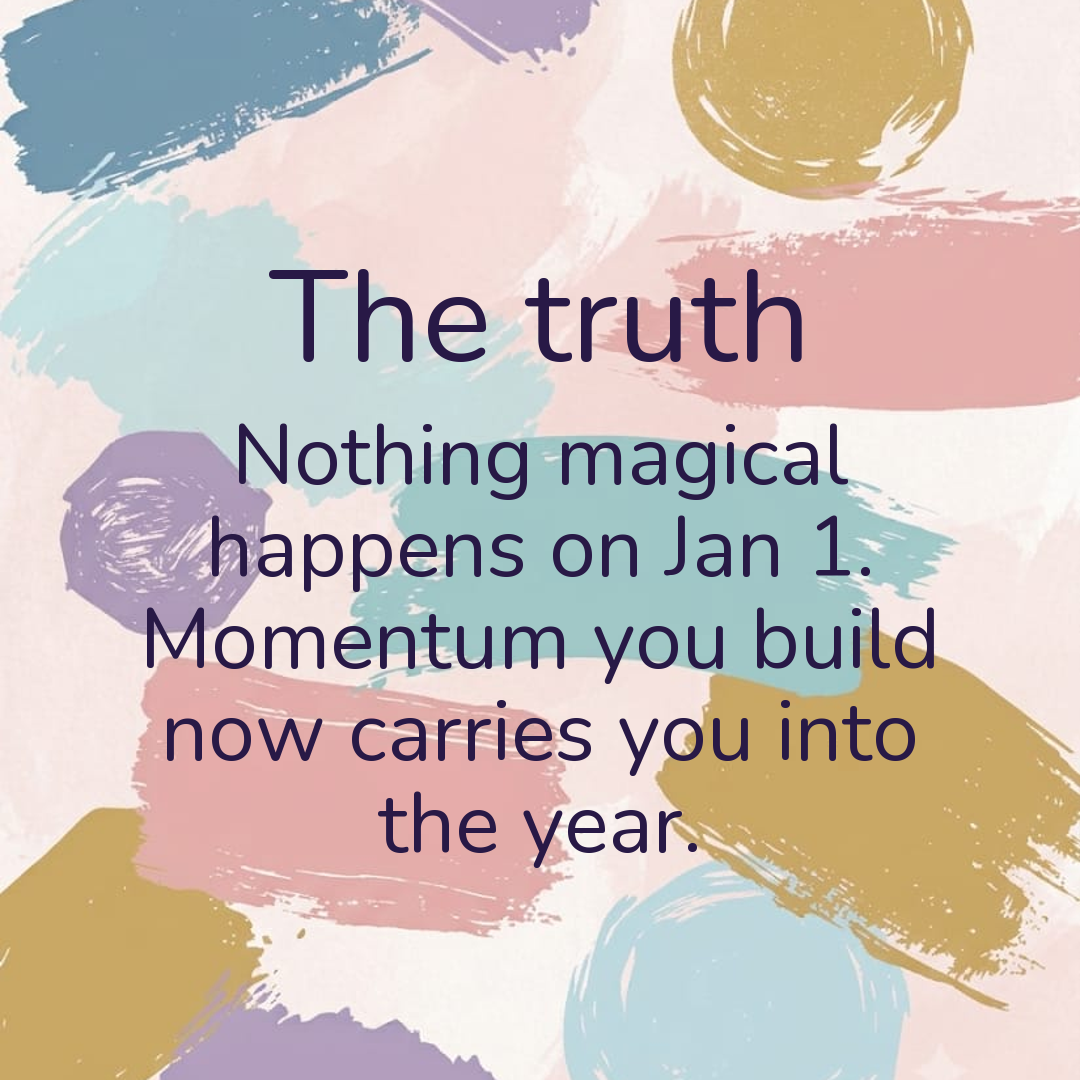 The truth
Nothing magical
happens on Jan 1.
Momentum you build
now carries you into
the year.